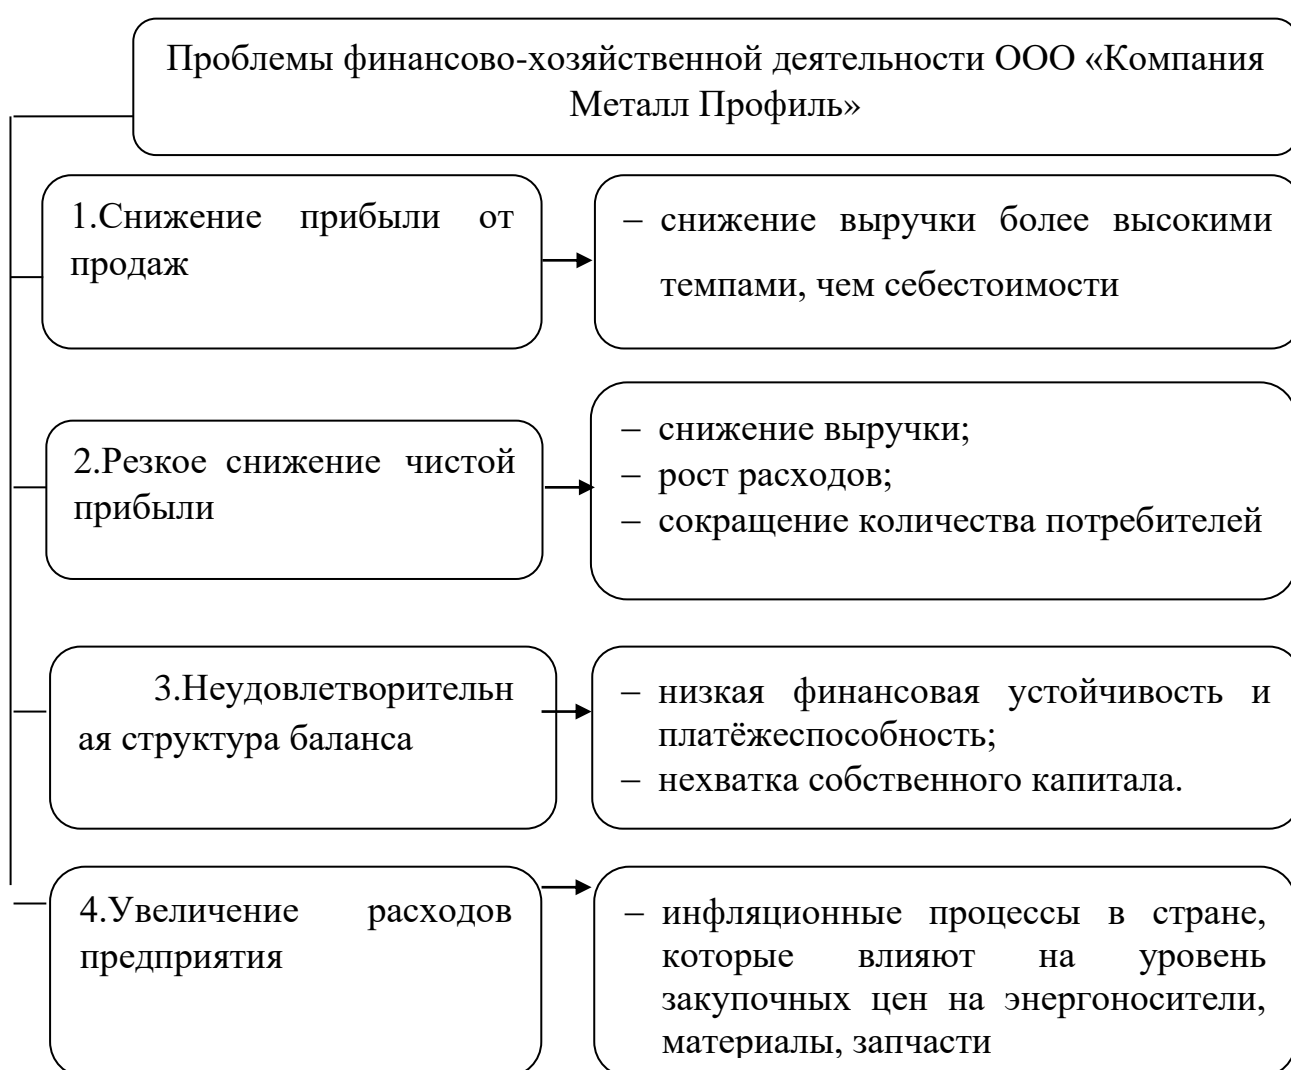 Проблемы финансово-хозяйственной деятельности ООО «Компания
Металл Профиль»
1.Снижение прибыли от
продаж
– снижение выручки более высокими
темпами, чем себестоимости
2.Резкое снижение чистой
прибыли
– снижение выручки;
– рост расходов;
– сокращение количества потребителей
3.Неудовлетворительн
ая структура баланса
– низкая финансовая устойчивость и
платёжеспособность;
– нехватка собственного капитала.
4.Увеличение расходов
предприятия
– инфляционные процессы в стране,
которые влияют на уровень
закупочных цен на энергоносители,
материалы, запчасти